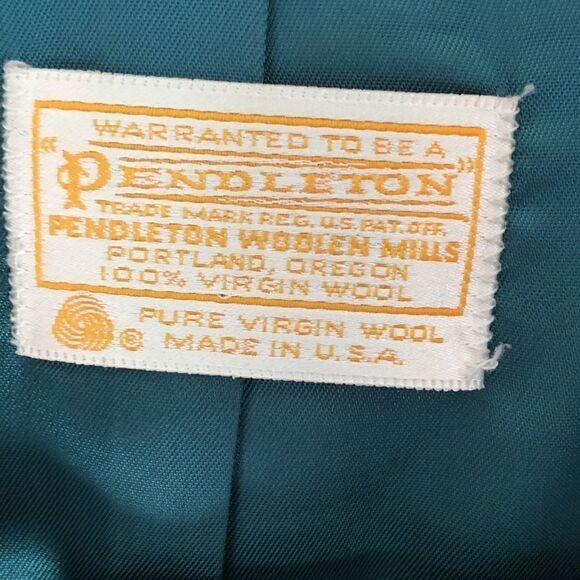 WARRANTED TO BE A
"PENDLETON"
TRADE MARK REG. U.S. PAT. OFF.
PENDLETON WOOLEN MILLS
PORTLAND, OREGON
100% VIRGIN WOOL
® PURE VIRGIN WOOL
MADE IN U.S.A.